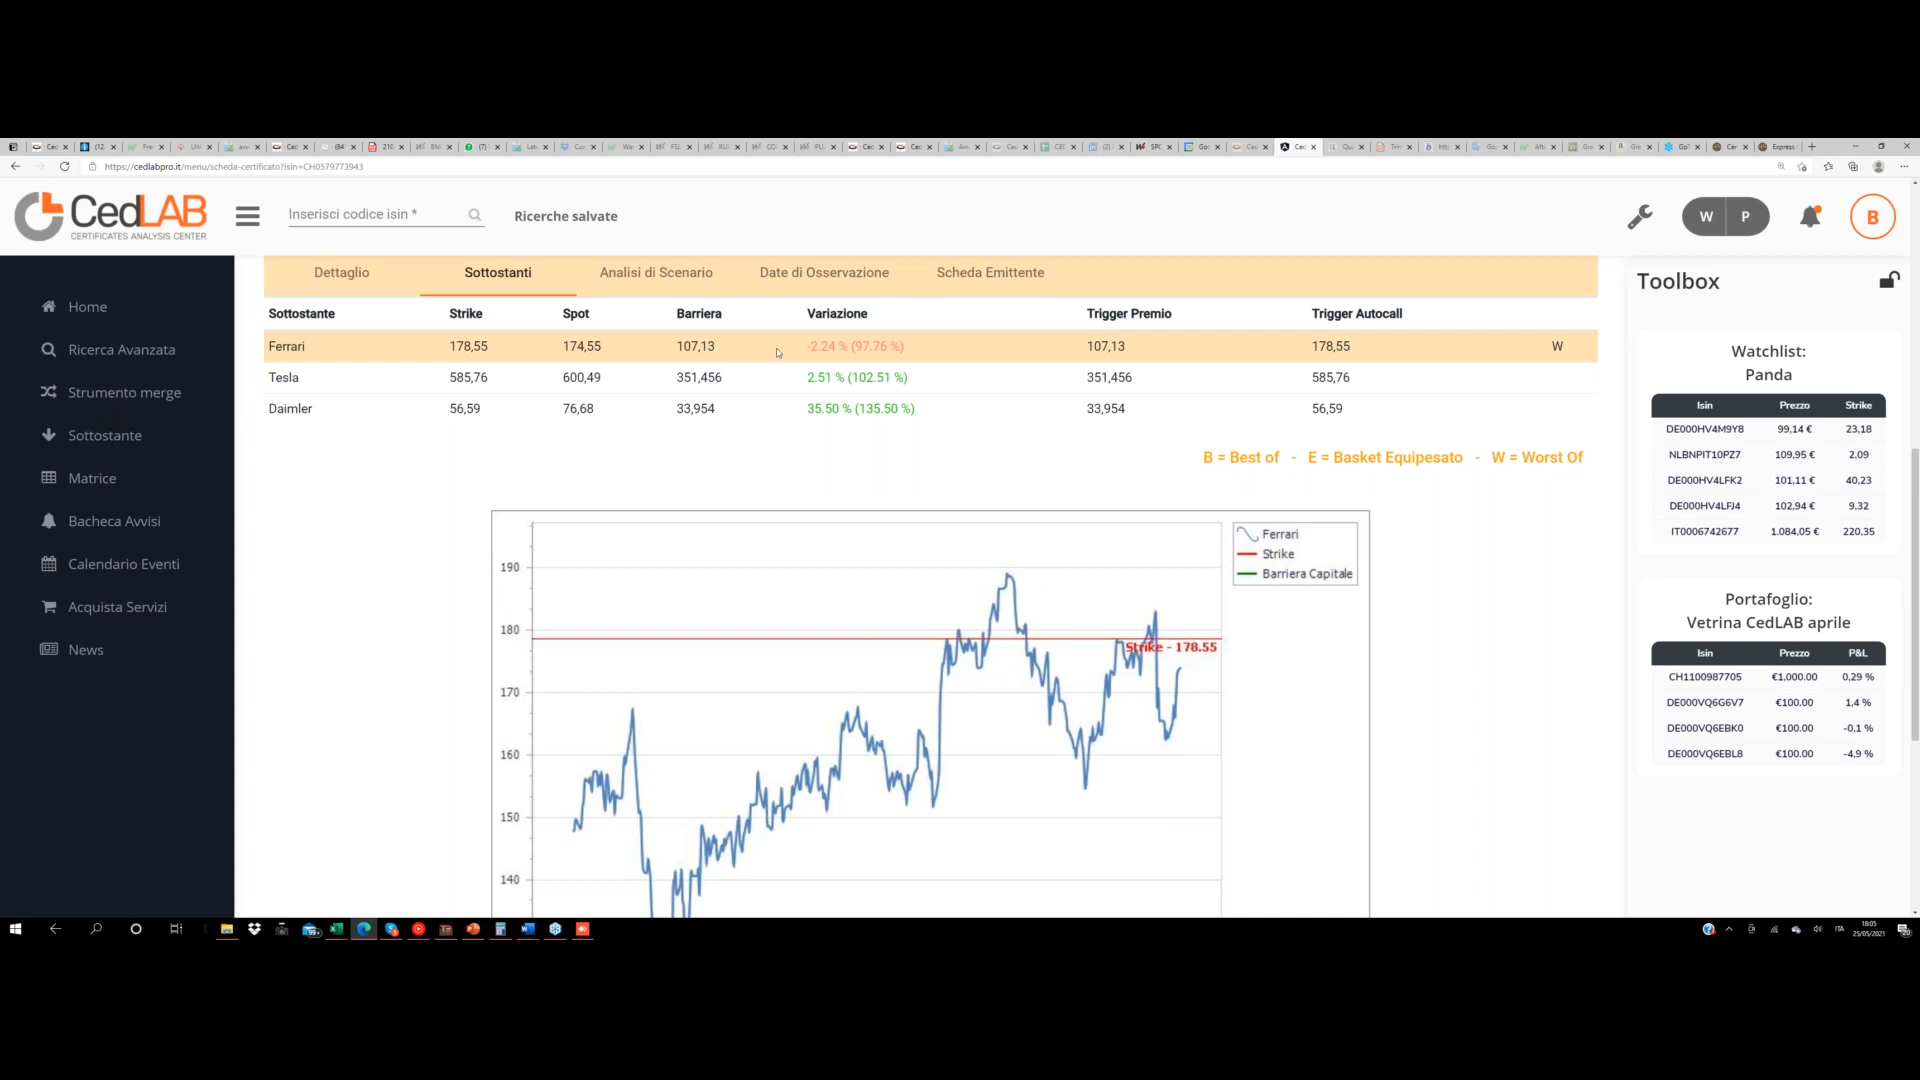 https://cedlabpro.it/menu/scheda-certificato?isin=CH0579773943
CedLAB
CERTIFICATES ANALYSIS CENTER
Inserisci codice isin *
Ricerche salvate
W P
B
Home
Ricerca Avanzata
Strumento merge
Sottostante
Matrice
Bacheca Avvisi
Calendario Eventi
Acquista Servizi
News
Dettaglio Sottostanti Analisi di Scenario Date di Osservazione Scheda Emittente
Sottostante Strike Spot Barriera Variazione Trigger Premio Trigger Autocall
Ferrari 178,55 174,55 107,13 -2.24 % (97.76 %) 107,13 178,55 W
Tesla 585,76 600,49 351,456 2.51 % (102.51 %) 351,456 585,76
Daimler 56,59 76,68 33,954 35.50 % (135.50 %) 33,954 56,59
B = Best of - E = Basket Equipesato - W = Worst Of
190
180
170
160
150
140
Strike - 178.55
Ferrari
Strike
Barriera Capitale
Toolbox
Watchlist:
Panda
Isin Prezzo Strike
DE000HV4M9Y8 99,14 € 23,18
NLBNPIT10PZ7 109,95 € 2,09
DE000HV4LFK2 101,11 € 40,23
DE000HV4LFJ4 102,94 € 9,32
IT0006742677 1.084,05 € 220,35
Portafoglio:
Vetrina CedLAB aprile
Isin Prezzo P&L
CH1100987705 €1,000.00 0,29 %
DE000VQ6G6V7 €100.00 1,4 %
DE000VQ6EBK0 €100.00 -0,1 %
DE000VQ6EBL8 €100.00 -4,9 %
ITA
18:05
25/05/2021